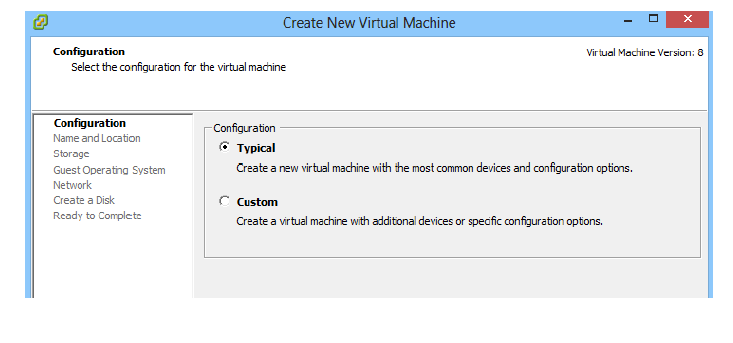 Create New Virtual Machine
Configuration
Select the configuration for the virtual machine
Virtual Machine Version: 8
Configuration
Name and Location
Storage
Guest Operating System
Network
Create a Disk
Ready to Complete
Configuration
Typical
Create a new virtual machine with the most common devices and configuration options.
Custom
Create a virtual machine with additional devices or specific configuration options.